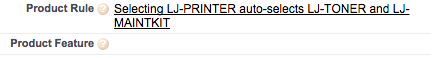 Product Rule ? Selecting LJ-PRINTER auto-selects LJ-TONER and LJ-
MAINTKIT
Product Feature ?